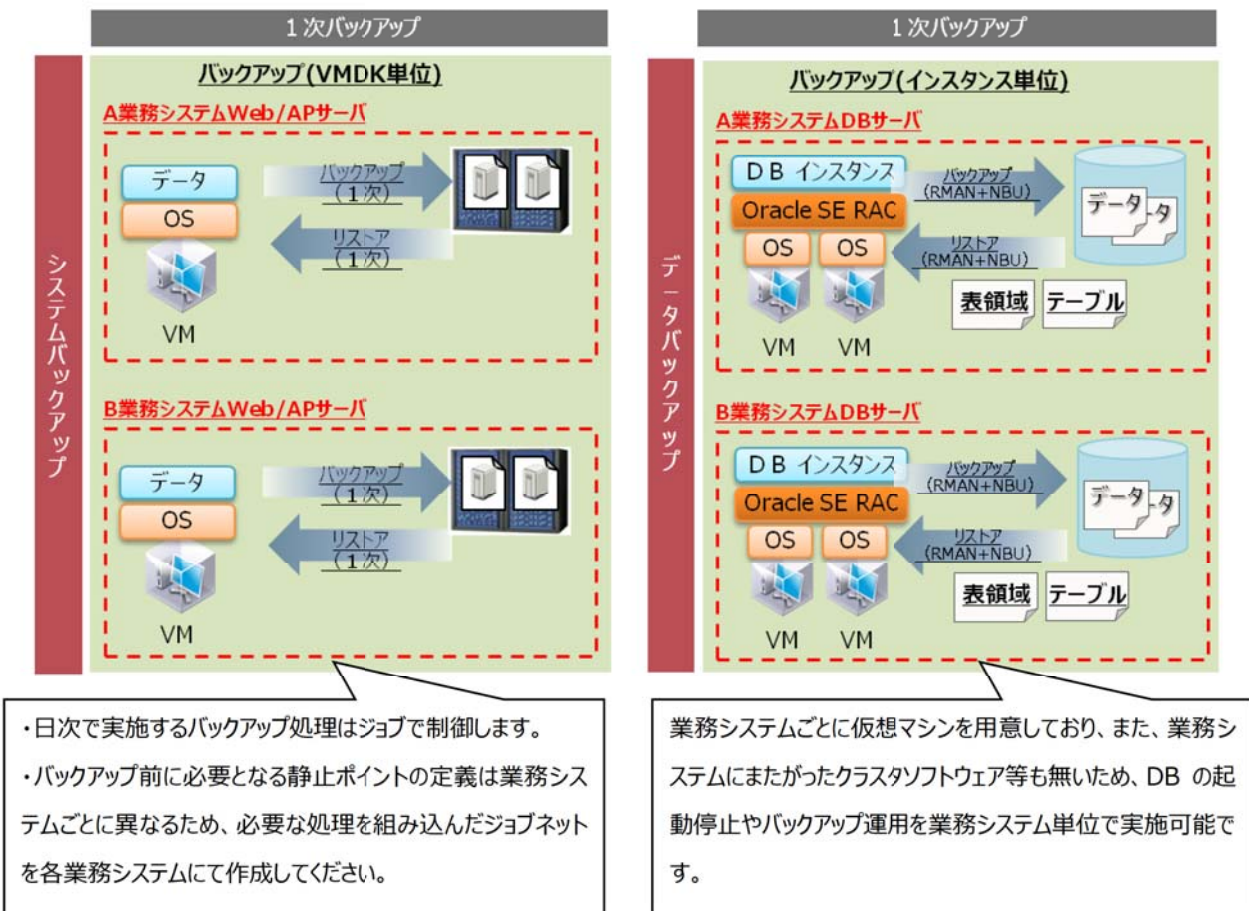 1次バックアップ
システムバックアップ
バックアップ(VMDK単位)
A業務システムWeb/APサーバ
データ
OS
VM
バックアップ
(1次)
リストア
(1次)
B業務システムWeb/APサーバ
データ
OS
VM
バックアップ
(1次)
リストア
(1次)
・日次で実施するバックアップ処理はジョブで制御します。
・バックアップ前に必要となる静止ポイントの定義は業務シス
テムごとに異なるため、必要な処理を組み込んだジョブネット
を各業務システムにて作成してください。
1次バックアップ
データバックアップ
バックアップ(インスタンス単位)
A業務システムDBサーバ
DB インスタンス
Oracle SE RAC
OS OS
VM VM
バックアップ
(RMAN+NBU)
リストア
(RMAN+NBU)
データ
ータ
表領域 テーブル
B業務システムDBサーバ
DB インスタンス
Oracle SE RAC
OS OS
VM VM
バックアップ
(RMAN+NBU)
リストア
(RMAN+NBU)
データ
ータ
表領域 テーブル
業務システムごとに仮想マシンを用意しており、また、業務シ
ステムにまたがったクラスタソフトウェア等も無いため、DB の起
動停止やバックアップ運用を業務システム単位で実施可能で
す。